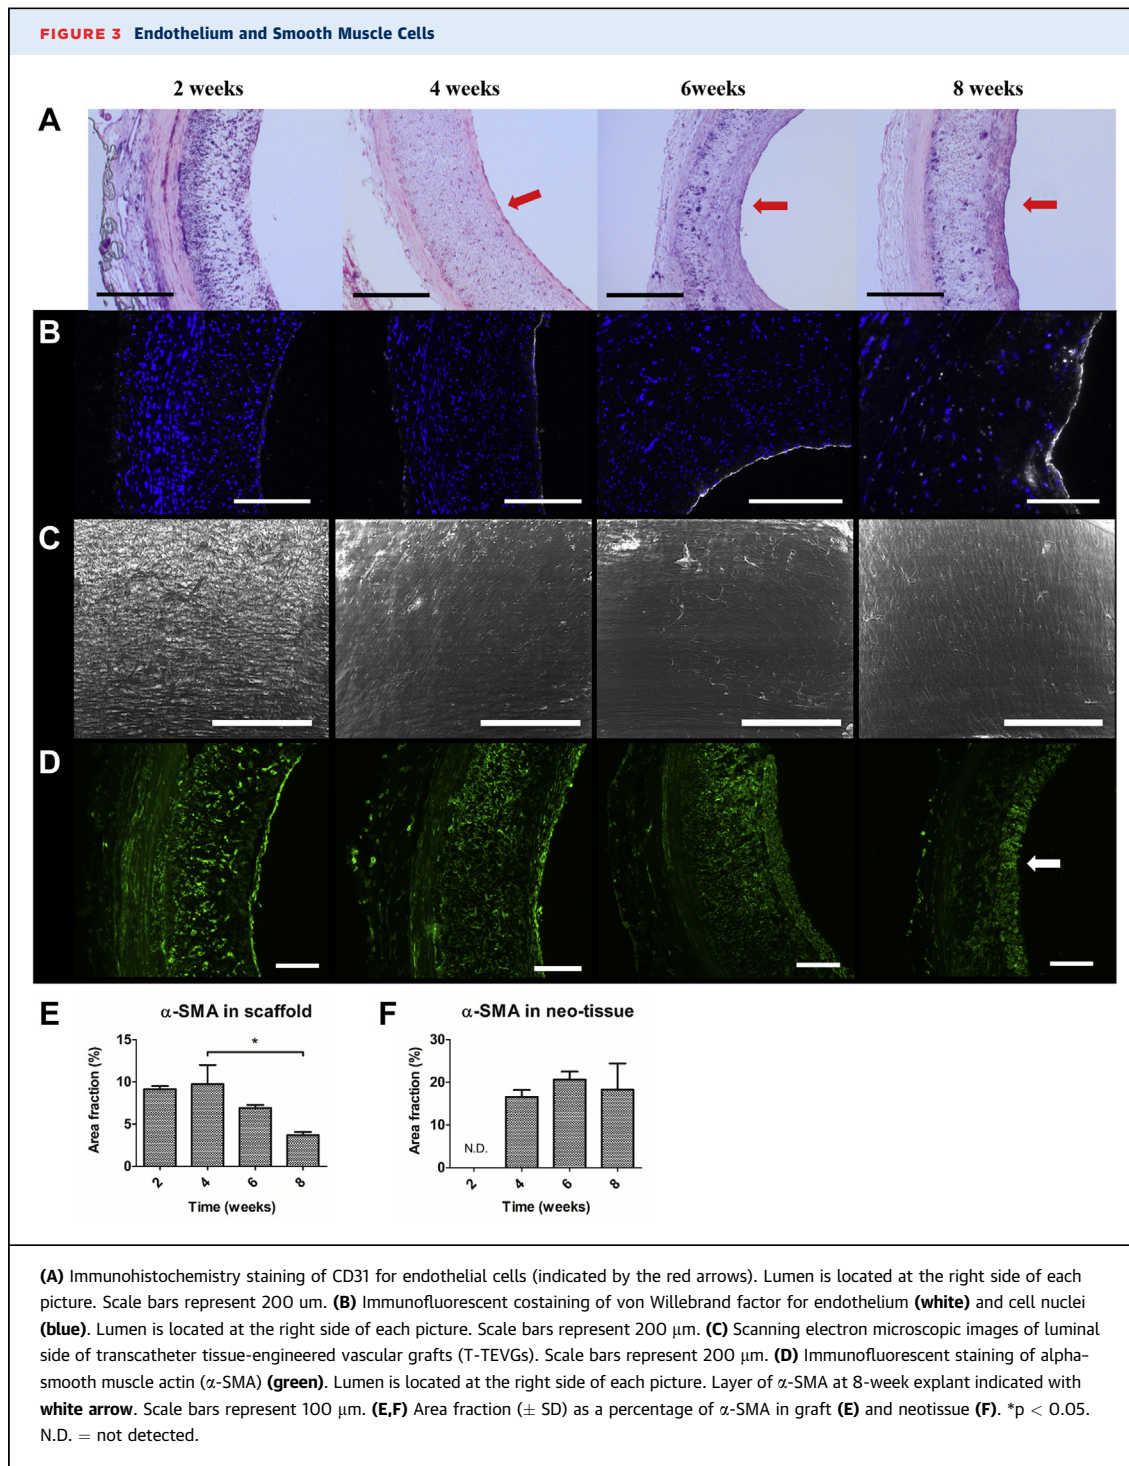 FIGURE 3 Endothelium and Smooth Muscle Cells
2 weeks
4 weeks
6weeks
8 weeks
A
B
C
D
E
α-SMA in scaffold
*
15
10
5
0
Area fraction (%)
2
4
6
8
Time (weeks)
F
α-SMA in neo-tissue
30
20
10
0
Area fraction (%)
N.D.
2
4
6
8
Time (weeks)
(A) Immunohistochemistry staining of CD31 for endothelial cells (indicated by the red arrows). Lumen is located at the right side of each
picture. Scale bars represent 200 um. (B) Immunofluorescent costaining of von Willebrand factor for endothelium (white) and cell nuclei
(blue). Lumen is located at the right side of each picture. Scale bars represent 200 μm. (C) Scanning electron microscopic images of luminal
side of transcatheter tissue-engineered vascular grafts (T-TEVGs). Scale bars represent 200 μm. (D) Immunofluorescent staining of alpha-
smooth muscle actin (α-SMA) (green). Lumen is located at the right side of each picture. Layer of α-SMA at 8-week explant indicated with
white arrow. Scale bars represent 100 μm. (E,F) Area fraction (± SD) as a percentage of α-SMA in graft (E) and neotissue (F). *p < 0.05.
N.D. = not detected.